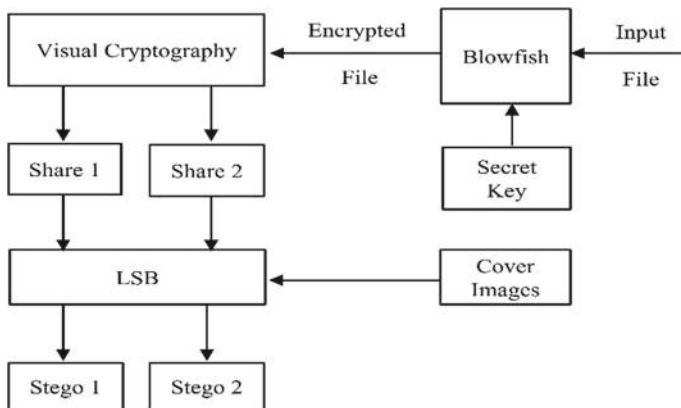 Visual Cryptography
Encrypted
File
Blowfish
Input
File
Share 1
Share 2
Secret
Key
LSB
Cover
Images
Stego 1
Stego 2